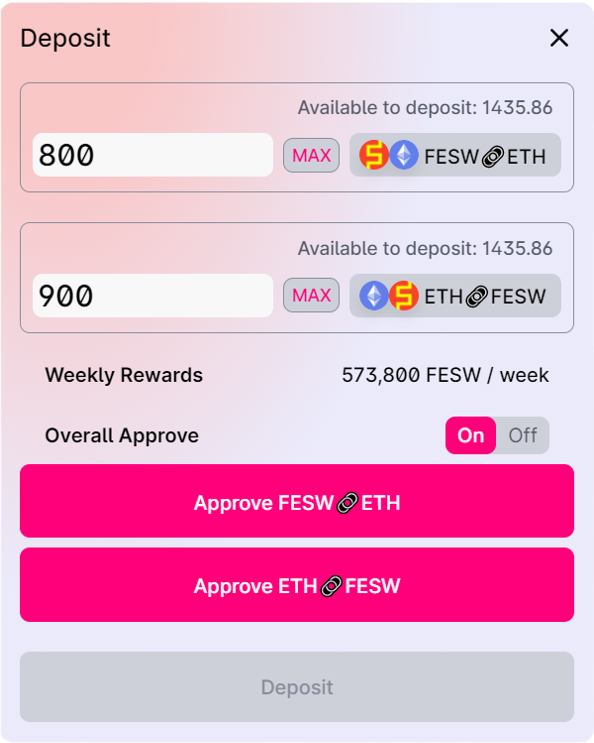 Deposit
Available to deposit: 1435.86
800 MAX FESW🔗ETH
Available to deposit: 1435.86
900 MAX ETH🔗FESW
Weekly Rewards 573,800 FESW / week
Overall Approve On Off
Approve FESW🔗ETH
Approve ETH🔗FESW
Deposit